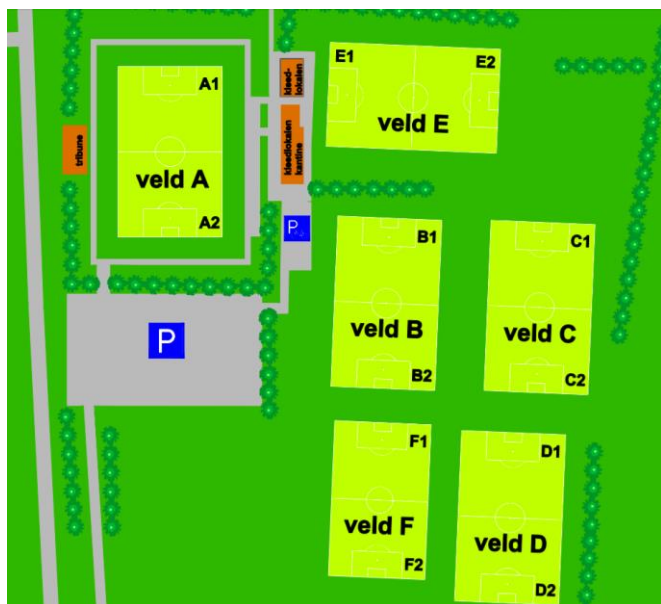 A1
veld A
A2
tribune
kleed-
lokalen
kleedlokalen
kantine
P
P
E1
E2
veld E
B1
veld B
B2
C1
veld C
C2
F1
veld F
F2
D1
veld D
D2